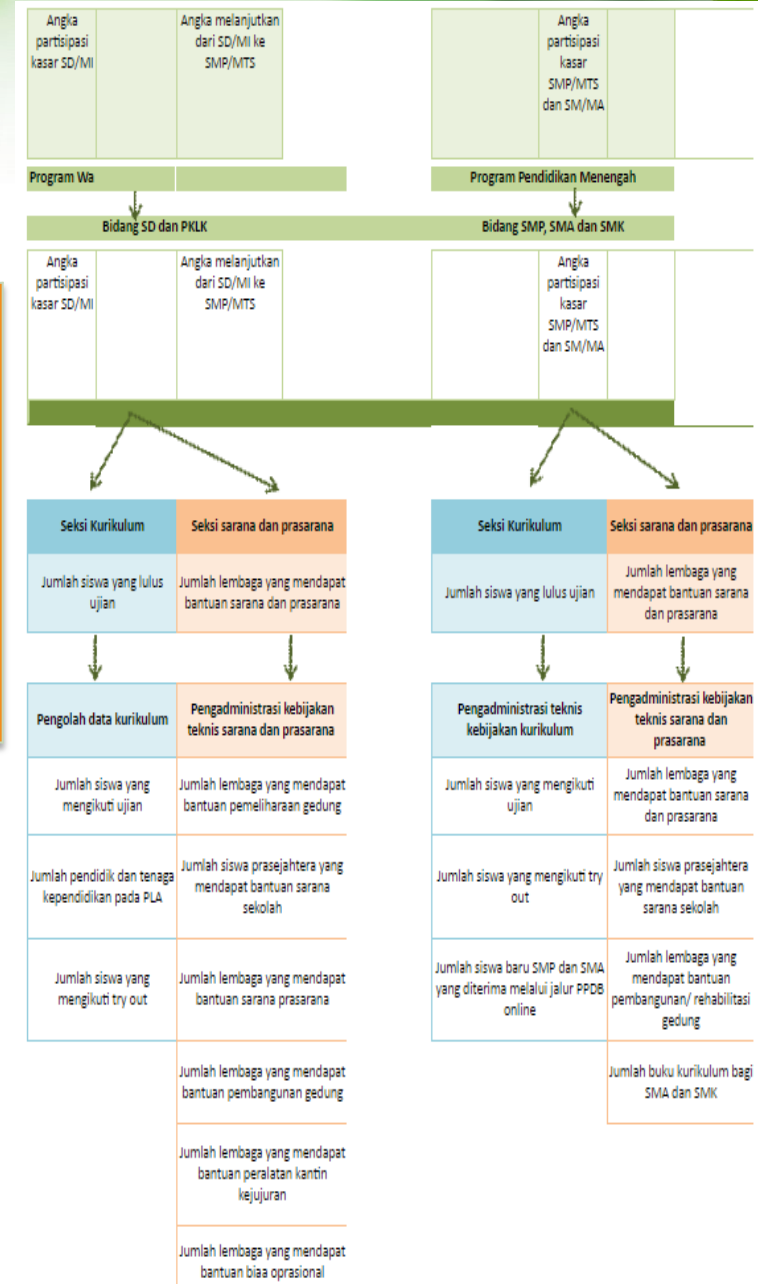 Angka
partisipasi
kasar SD/MI
Angka melanjutkan
dari SD/MI ke
SMP/MTS
Angka
partisipasi
kasar
SMP/MTS
dan SM/MA
Program Wa
Program Pendidikan Menengah
Bidang SD dan PKLK
Bidang SMP, SMA dan SMK
Angka
partisipasi
kasar SD/MI
Angka melanjutkan
dari SD/MI ke
SMP/MTS
Angka
partisipasi
kasar
SMP/MTS
dan SM/MA
Seksi Kurikulum
Seksi sarana dan prasarana
Jumlah siswa yang lulus
ujian
Jumlah lembaga yang mendapat
bantuan sarana dan prasarana
Pengolah data kurikulum
Pengadministrasi kebijakan
teknis sarana dan prasarana
Jumlah siswa yang
mengikuti ujian
Jumlah lembaga yang mendapat
bantuan pemeliharaan gedung
Jumlah pendidik dan tenaga
kependidikan pada PLA
Jumlah siswa prasejahtera yang
mendapat bantuan sarana
sekolah
Jumlah siswa yang
mengikuti try out
Jumlah lembaga yang mendapat
bantuan sarana prasarana
Jumlah lembaga yang mendapat
bantuan pembangunan gedung
Jumlah lembaga yang mendapat
bantuan peralatan kantin
kejujuran
Jumlah lembaga yang mendapat
bantuan biaa oprasional
Seksi Kurikulum
Seksi sarana dan prasarana
Jumlah siswa yang lulus ujian
Jumlah lembaga yang
mendapat bantuan sarana
dan prasarana
Pengadministrasi teknis
kebijakan kurikulum
Pengadministrasi kebijakan
teknis sarana dan
prasarana
Jumlah siswa yang mengikuti
ujian
Jumlah lembaga yang
mendapat bantuan sarana
dan prasarana
Jumlah siswa yang mengikuti try
out
Jumlah siswa prasejahtera
yang mendapat bantuan
sarana sekolah
Jumlah siswa baru SMP dan SMA
yang diterima melalui jalur PPDB
online
Jumlah lembaga yang
mendapat bantuan
pembangunan/ rehabilitasi
gedung
Jumlah buku kurikulum bagi
SMA dan SMK